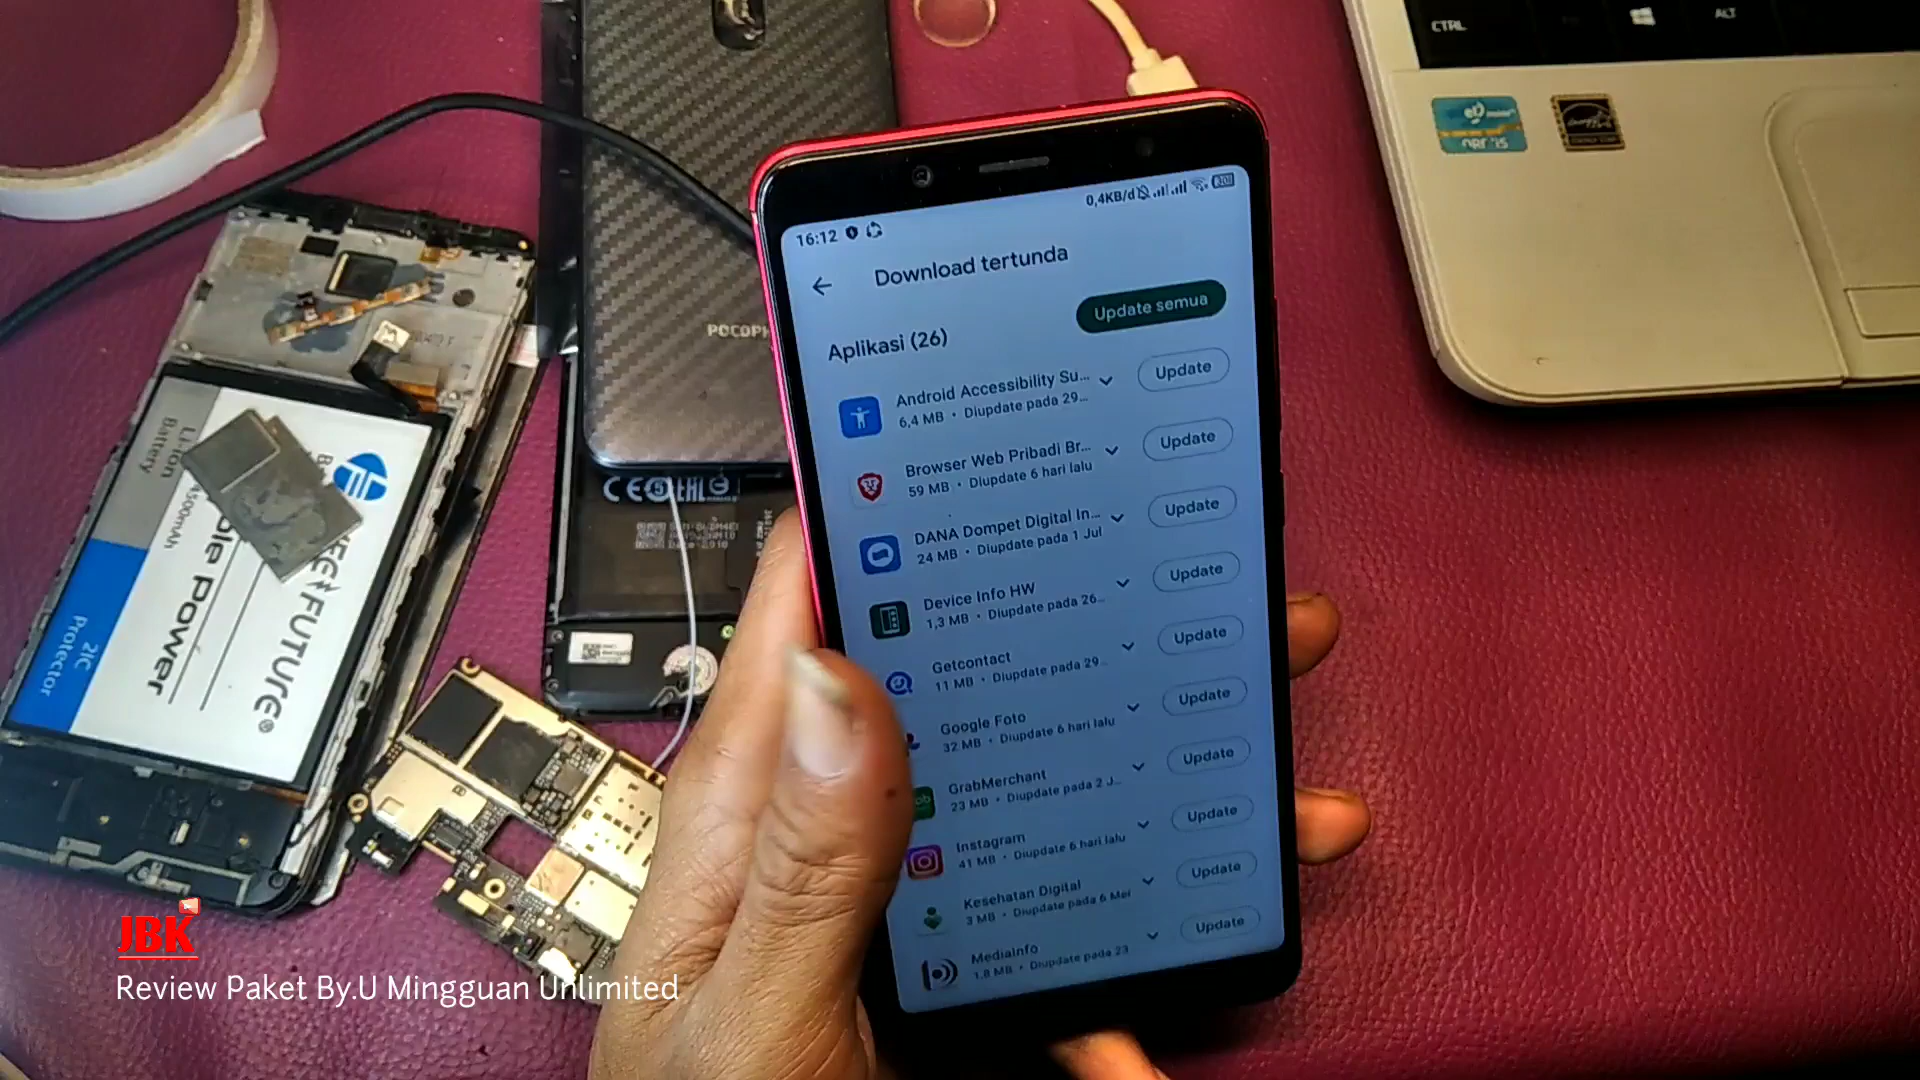 CTRL
ALT
16:12
0,4KB/d
Download tertunda
Update semua
Aplikasi (26)
Android Accessibility Su...
6,4 MB • Diupdate pada 29...
Update
Browser Web Pribadi Br...
59 MB • Diupdate 6 hari lalu
Update
DANA Dompet Digital In...
24 MB • Diupdate pada 1 Jul
Update
Device Info HW
1,3 MB • Diupdate pada 26...
Update
Getcontact
11 MB • Diupdate pada 29...
Update
Google Foto
32 MB • Diupdate 6 hari lalu
Update
GrabMerchant
23 MB • Diupdate pada 2 J...
Update
Instagram
41 MB • Diupdate 6 hari lalu
Update
Kesehatan Digital
3 MB • Diupdate pada 6 Mei
Update
MediaInfo
1,8 MB • Diupdate pada 23
Update
POCOPH
CE
EAC
Li-ion
Battery
4500mAh
2IC
Protector
Power
FUTURE®
JBK
Review Paket By.U Mingguan Unlimited